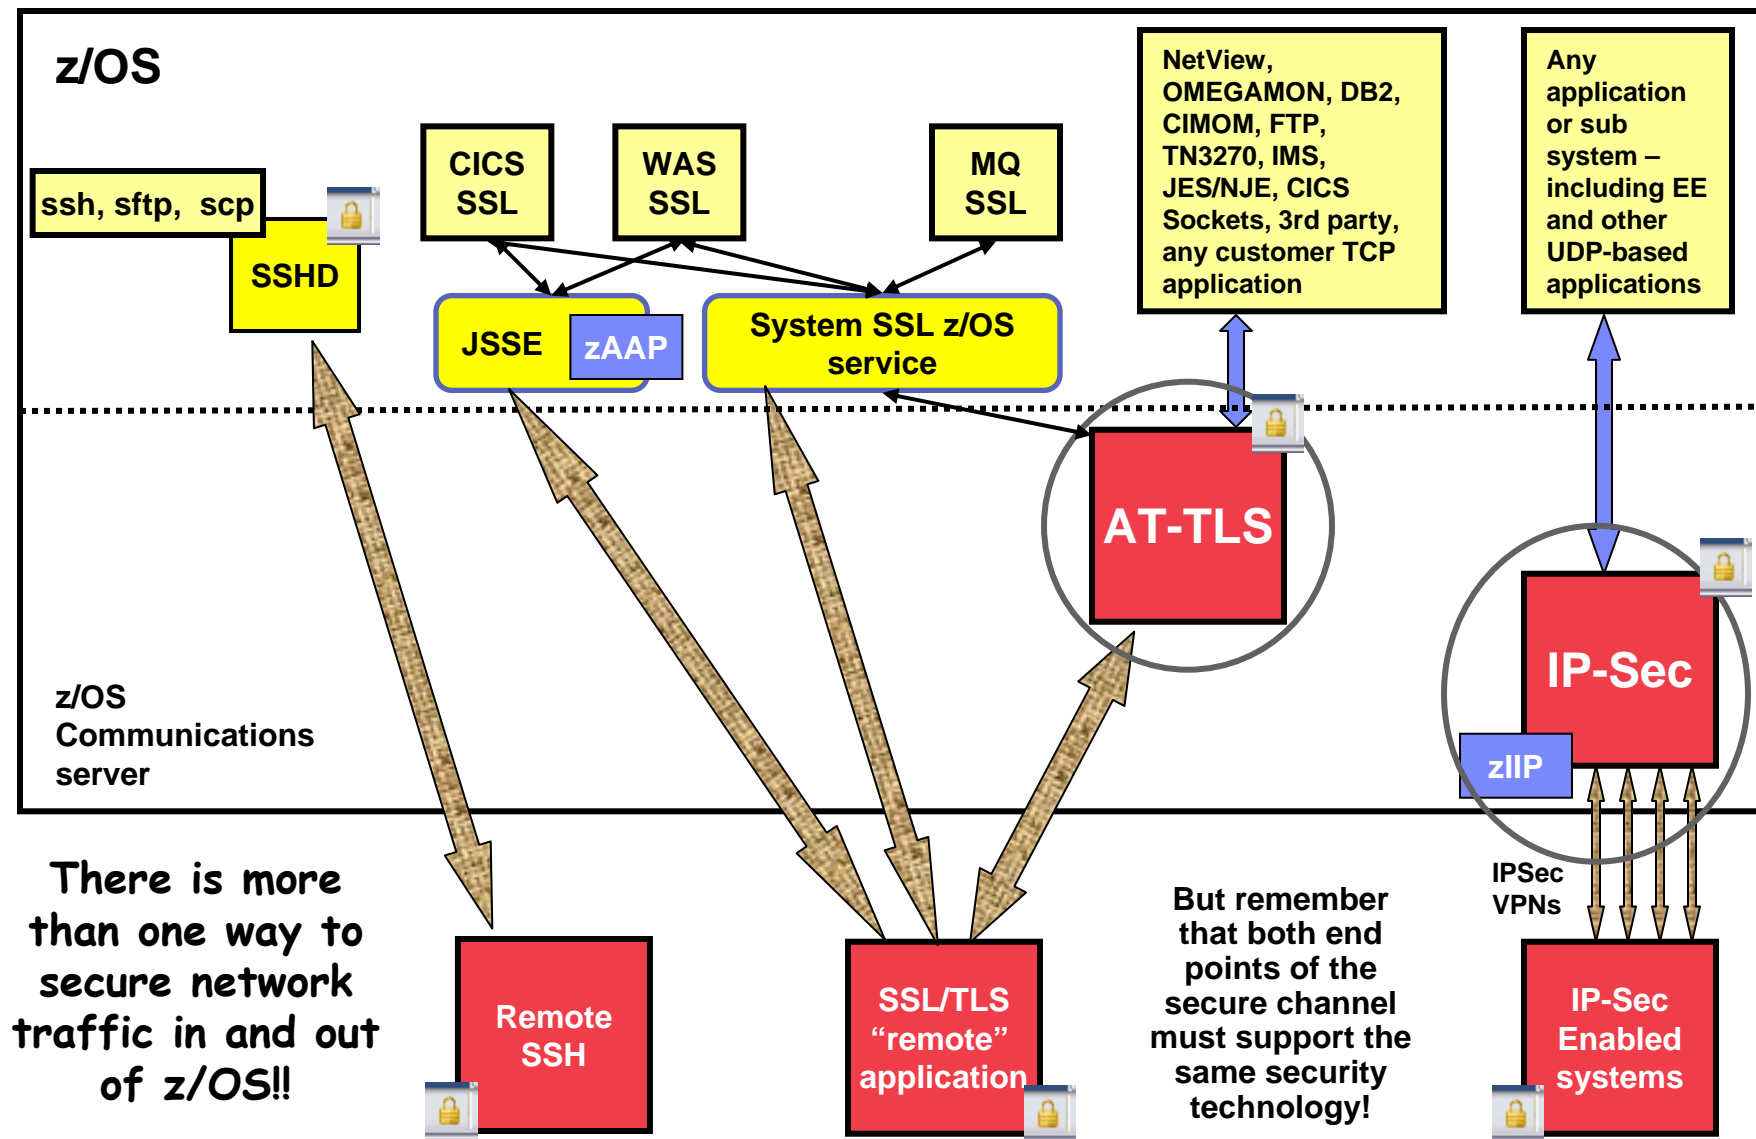 z/OS
ssh, sftp,  scp
SSHD
CICS
SSL
WAS
SSL
MQ
SSL
NetView,
OMEGAMON, DB2,
CIMOM, FTP,
TN3270, IMS,
JES/NJE, CICS
Sockets, 3rd party,
any customer TCP
application
Any
application
or sub
system –
including EE
and other
UDP-based
applications
JSSE
zAAP
System SSL z/OS
service
AT-TLS
IP-Sec
zIIP
z/OS
Communications
server
IPSec
VPNs
There is more
than one way to
secure network
traffic in and out
of z/OS!!
Remote
SSH
SSL/TLS
“remote”
application
But remember
that both end
points of the
secure channel
must support the
same security
technology!
IP-Sec
Enabled
systems